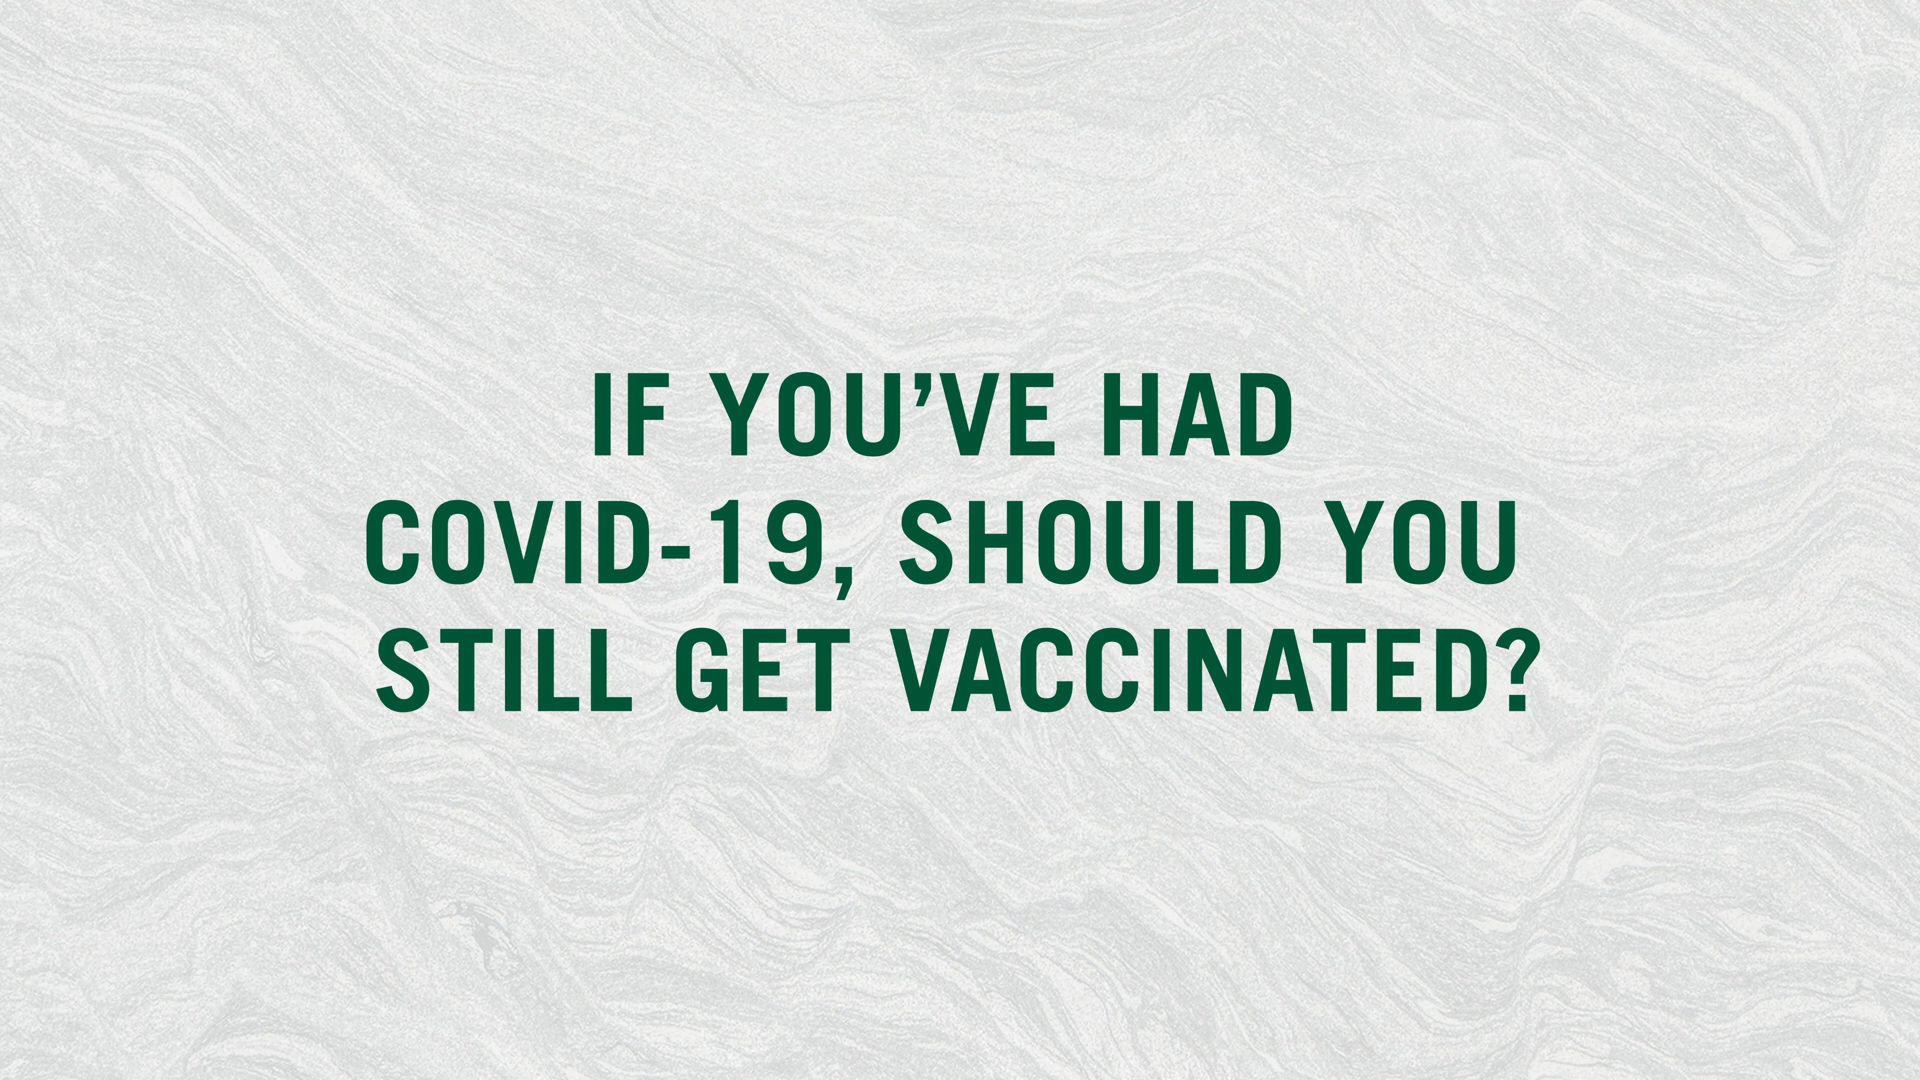 IF YOU’VE HAD
COVID-19, SHOULD YOU
STILL GET VACCINATED?